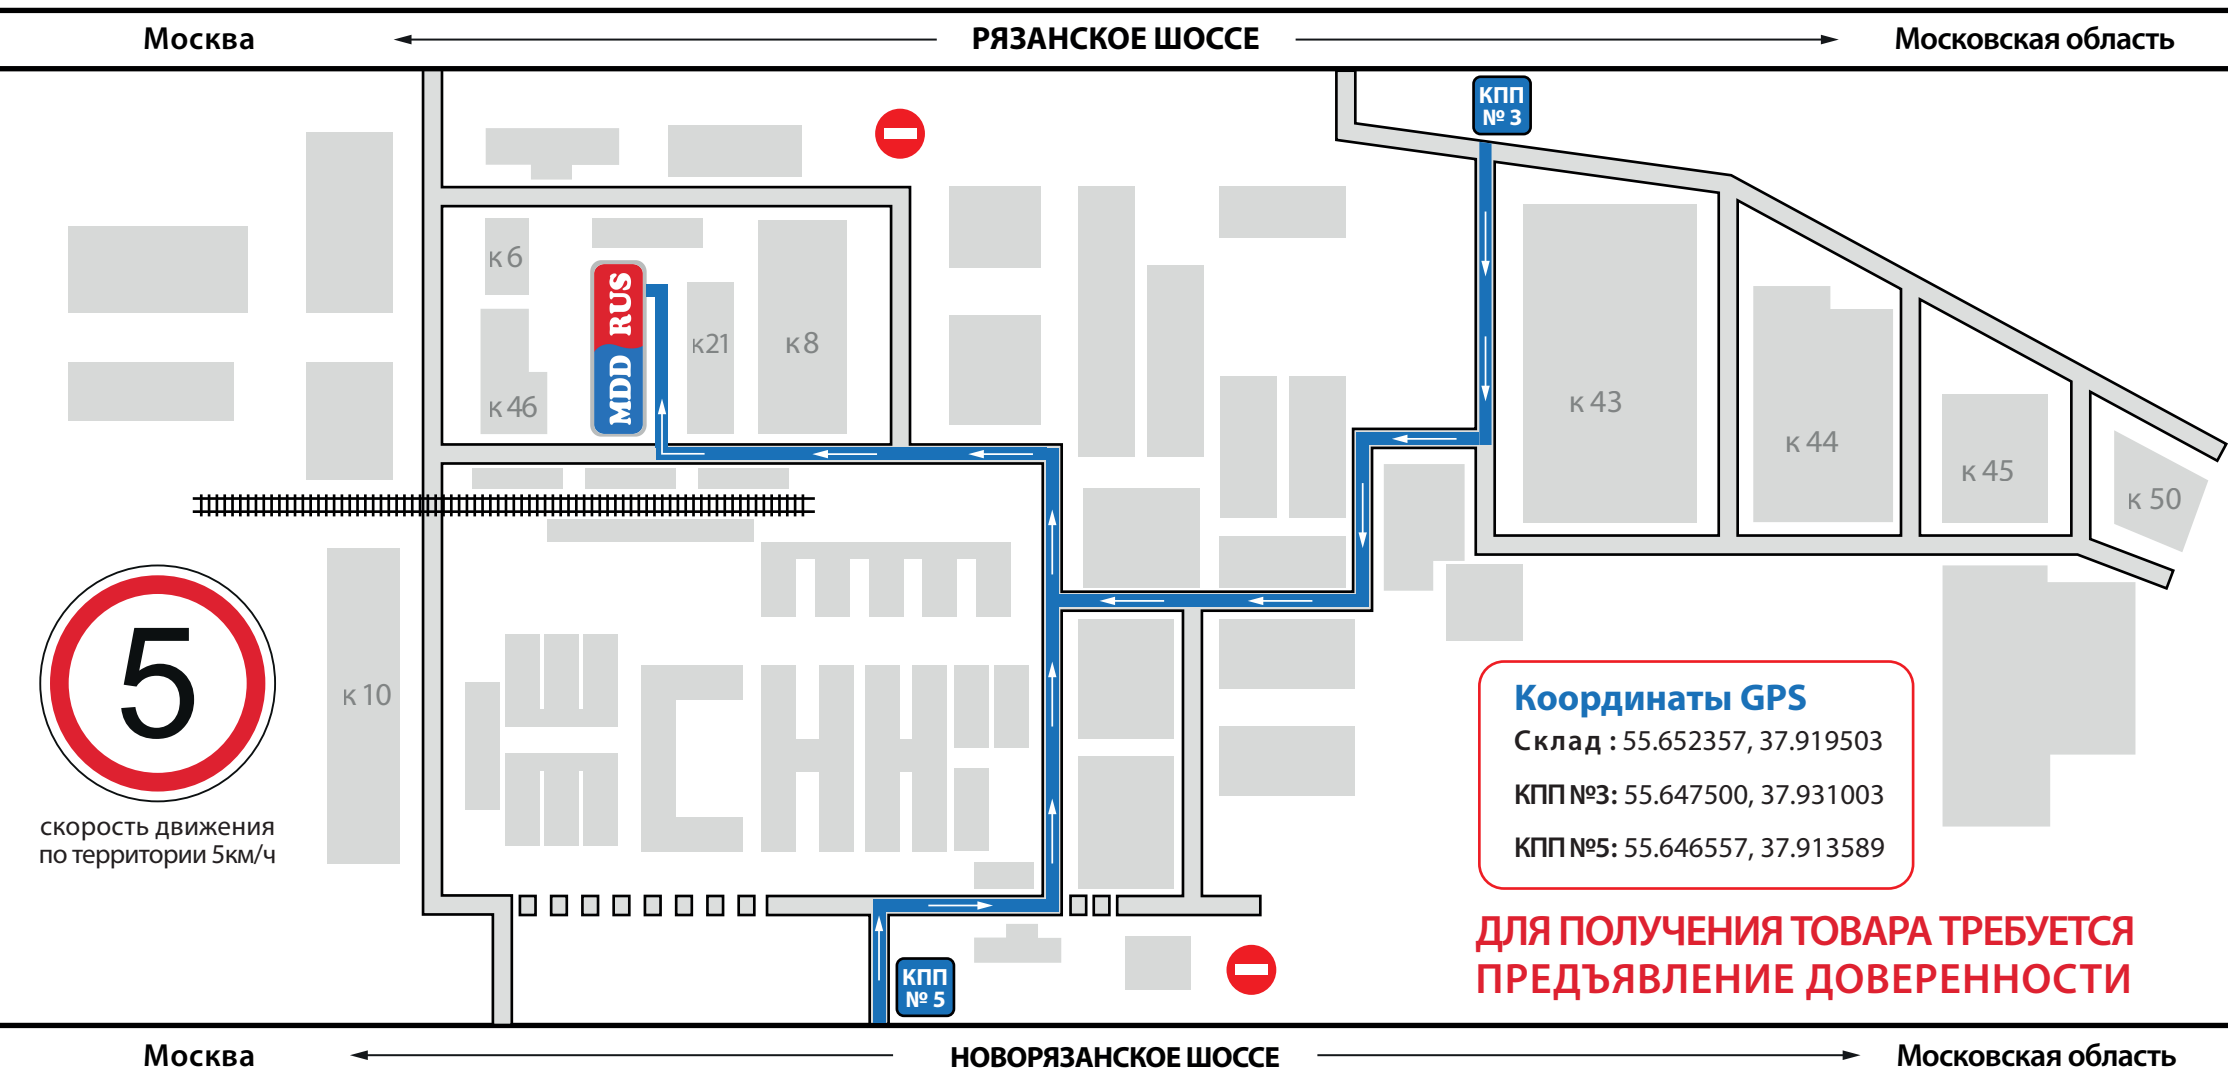 Москва
РЯЗАНСКОЕ ШОССЕ
Московская область
КПП
№ 3
к 6
к 46
MDD RUS
к21
к 8
к 43
к 44
к 45
к 50
к 10
5
скорость движения
по территории 5км/ч
Координаты GPS
Склад : 55.652357, 37.919503
КПП №3: 55.647500, 37.931003
КПП №5: 55.646557, 37.913589
ДЛЯ ПОЛУЧЕНИЯ ТОВАРА ТРЕБУЕТСЯ
ПРЕДЪЯВЛЕНИЕ ДОВЕРЕННОСТИ
КПП
№ 5
Москва
НОВОРЯЗАНСКОЕ ШОССЕ
Московская область